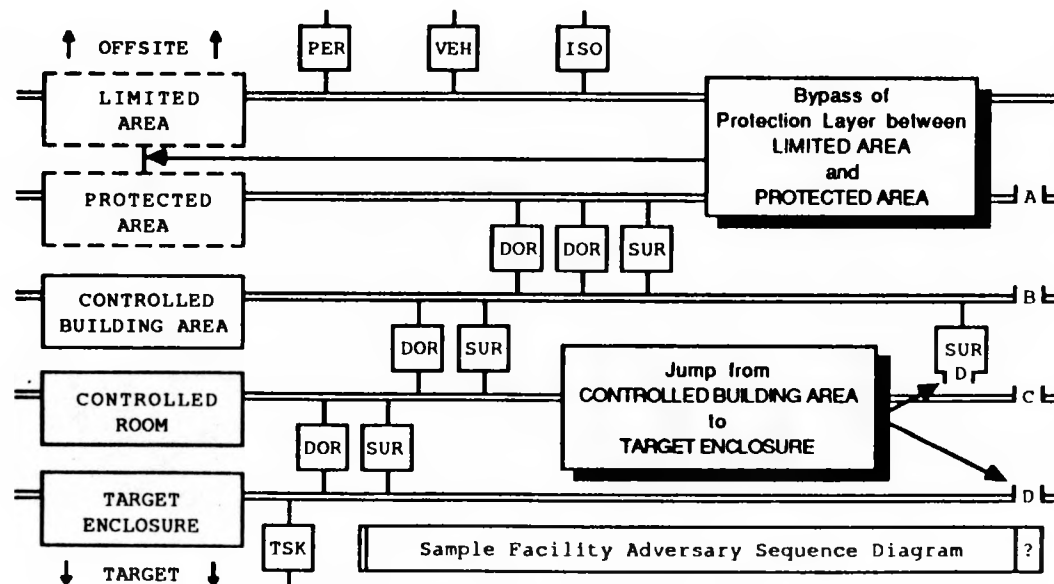 OFFSITE
PER VEH ISO
LIMITED
AREA
Bypass of
Protection Layer between
LIMITED AREA
and
PROTECTED AREA
PROTECTED
AREA
A
DOR DOR SUR
CONTROLLED
BUILDING AREA
B
DOR SUR
SUR
D
Jump from
CONTROLLED BUILDING AREA
to
TARGET ENCLOSURE
CONTROLLED
ROOM
C
DOR SUR
TARGET
ENCLOSURE
D
TSK
Sample Facility Adversary Sequence Diagram ?
TARGET